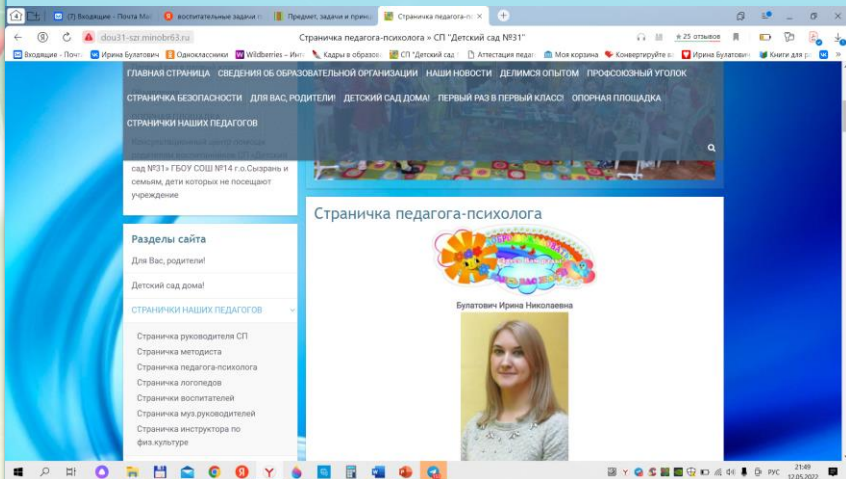 (7) Входящие - Почта Mai
воспитательные задачи п
Предмет, задачи и принц
Страничка педагога-пс
dou31-szr.minobr63.ru
Страничка педагога-психолога » СП "Детский сад №31"
★ 25 отзывов
Входящие - Почт
Ирина Булатович
Одноклассники
Wildberries – Инте
Кадры в образова
СП "Детский сад
Аттестация педаг
Моя корзина
Конвертируйте в
Ирина Булатович
Книги для р
ГЛАВНАЯ СТРАНИЦА СВЕДЕНИЯ ОБ ОБРАЗОВАТЕЛЬНОЙ ОРГАНИЗАЦИИ НАШИ НОВОСТИ ДЕЛИМСЯ ОПЫТОМ ПРОФСОЮЗНЫЙ УГОЛОК
СТРАНИЧКА БЕЗОПАСНОСТИ ДЛЯ ВАС, РОДИТЕЛИ! ДЕТСКИЙ САД ДОМА! ПЕРВЫЙ РАЗ В ПЕРВЫЙ КЛАСС! ОПОРНАЯ ПЛОЩАДКА
СТРАНИЧКИ НАШИХ ПЕДАГОГОВ
сад №31» ГБОУ СОШ №14 г.о.Сызрань и
семьям, дети которых не посещают
учреждение
Разделы сайта
Для Вас, родители!
Детский сад дома!
СТРАНИЧКИ НАШИХ ПЕДАГОГОВ
Страничка руководителя СП
Страничка методиста
Страничка педагога-психолога
Страничка логопедов
Странички воспитателей
Страничка муз.руководителей
Страничка инструктора по
физ.культуре
Страничка педагога-психолога
Булатович Ирина Николаевна
РУС
21:49
12.05.2022